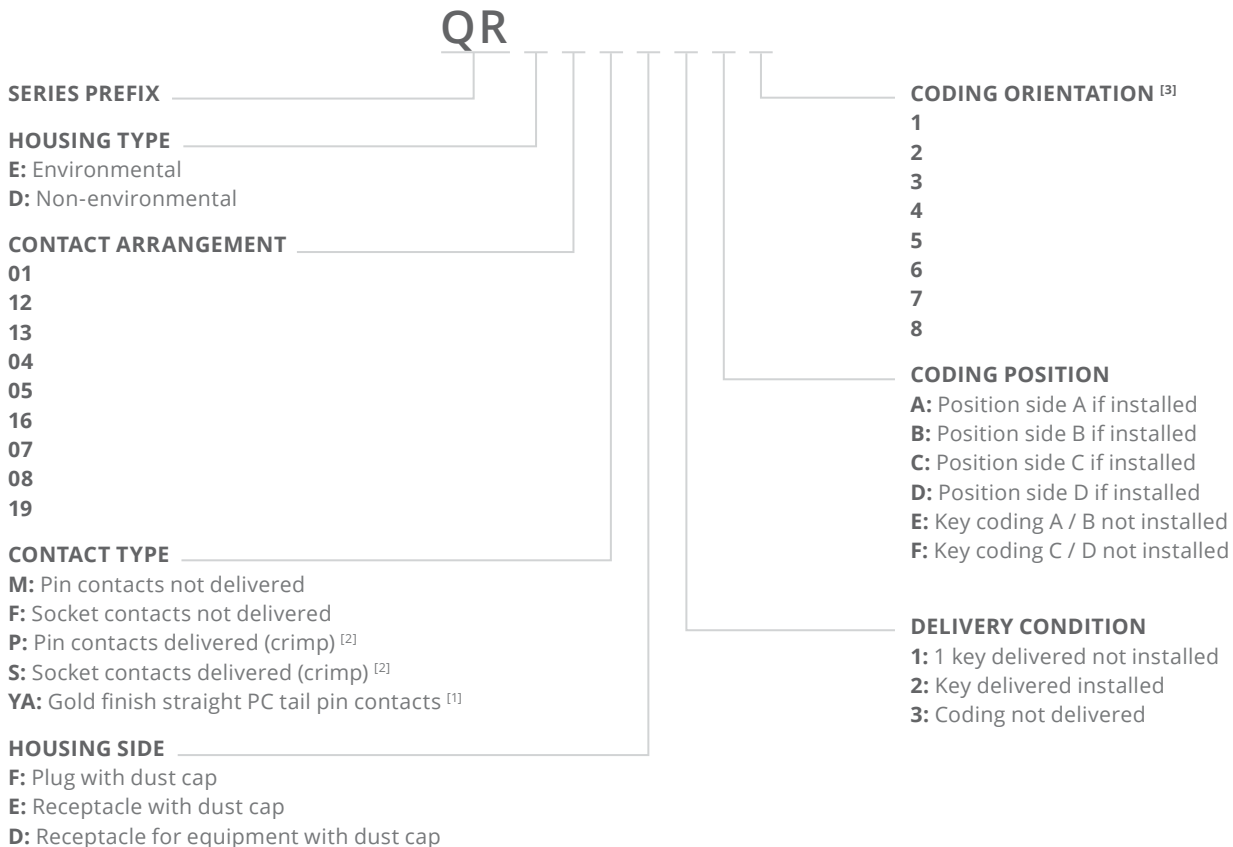 QR
SERIES PREFIX
HOUSING TYPE
E: Environmental
D: Non-environmental
CONTACT ARRANGEMENT
01
12
13
04
05
16
07
08
19
CONTACT TYPE
M: Pin contacts not delivered
F: Socket contacts not delivered
P: Pin contacts delivered (crimp) [2]
S: Socket contacts delivered (crimp) [2]
YA: Gold finish straight PC tail pin contacts [1]
HOUSING SIDE
F: Plug with dust cap
E: Receptacle with dust cap
D: Receptacle for equipment with dust cap
CODING ORIENTATION [3]
1
2
3
4
5
6
7
8
CODING POSITION
A: Position side A if installed
B: Position side B if installed
C: Position side C if installed
D: Position side D if installed
E: Key coding A / B not installed
F: Key coding C / D not installed
DELIVERY CONDITION
1: 1 key delivered not installed
2: Key delivered installed
3: Coding not delivered